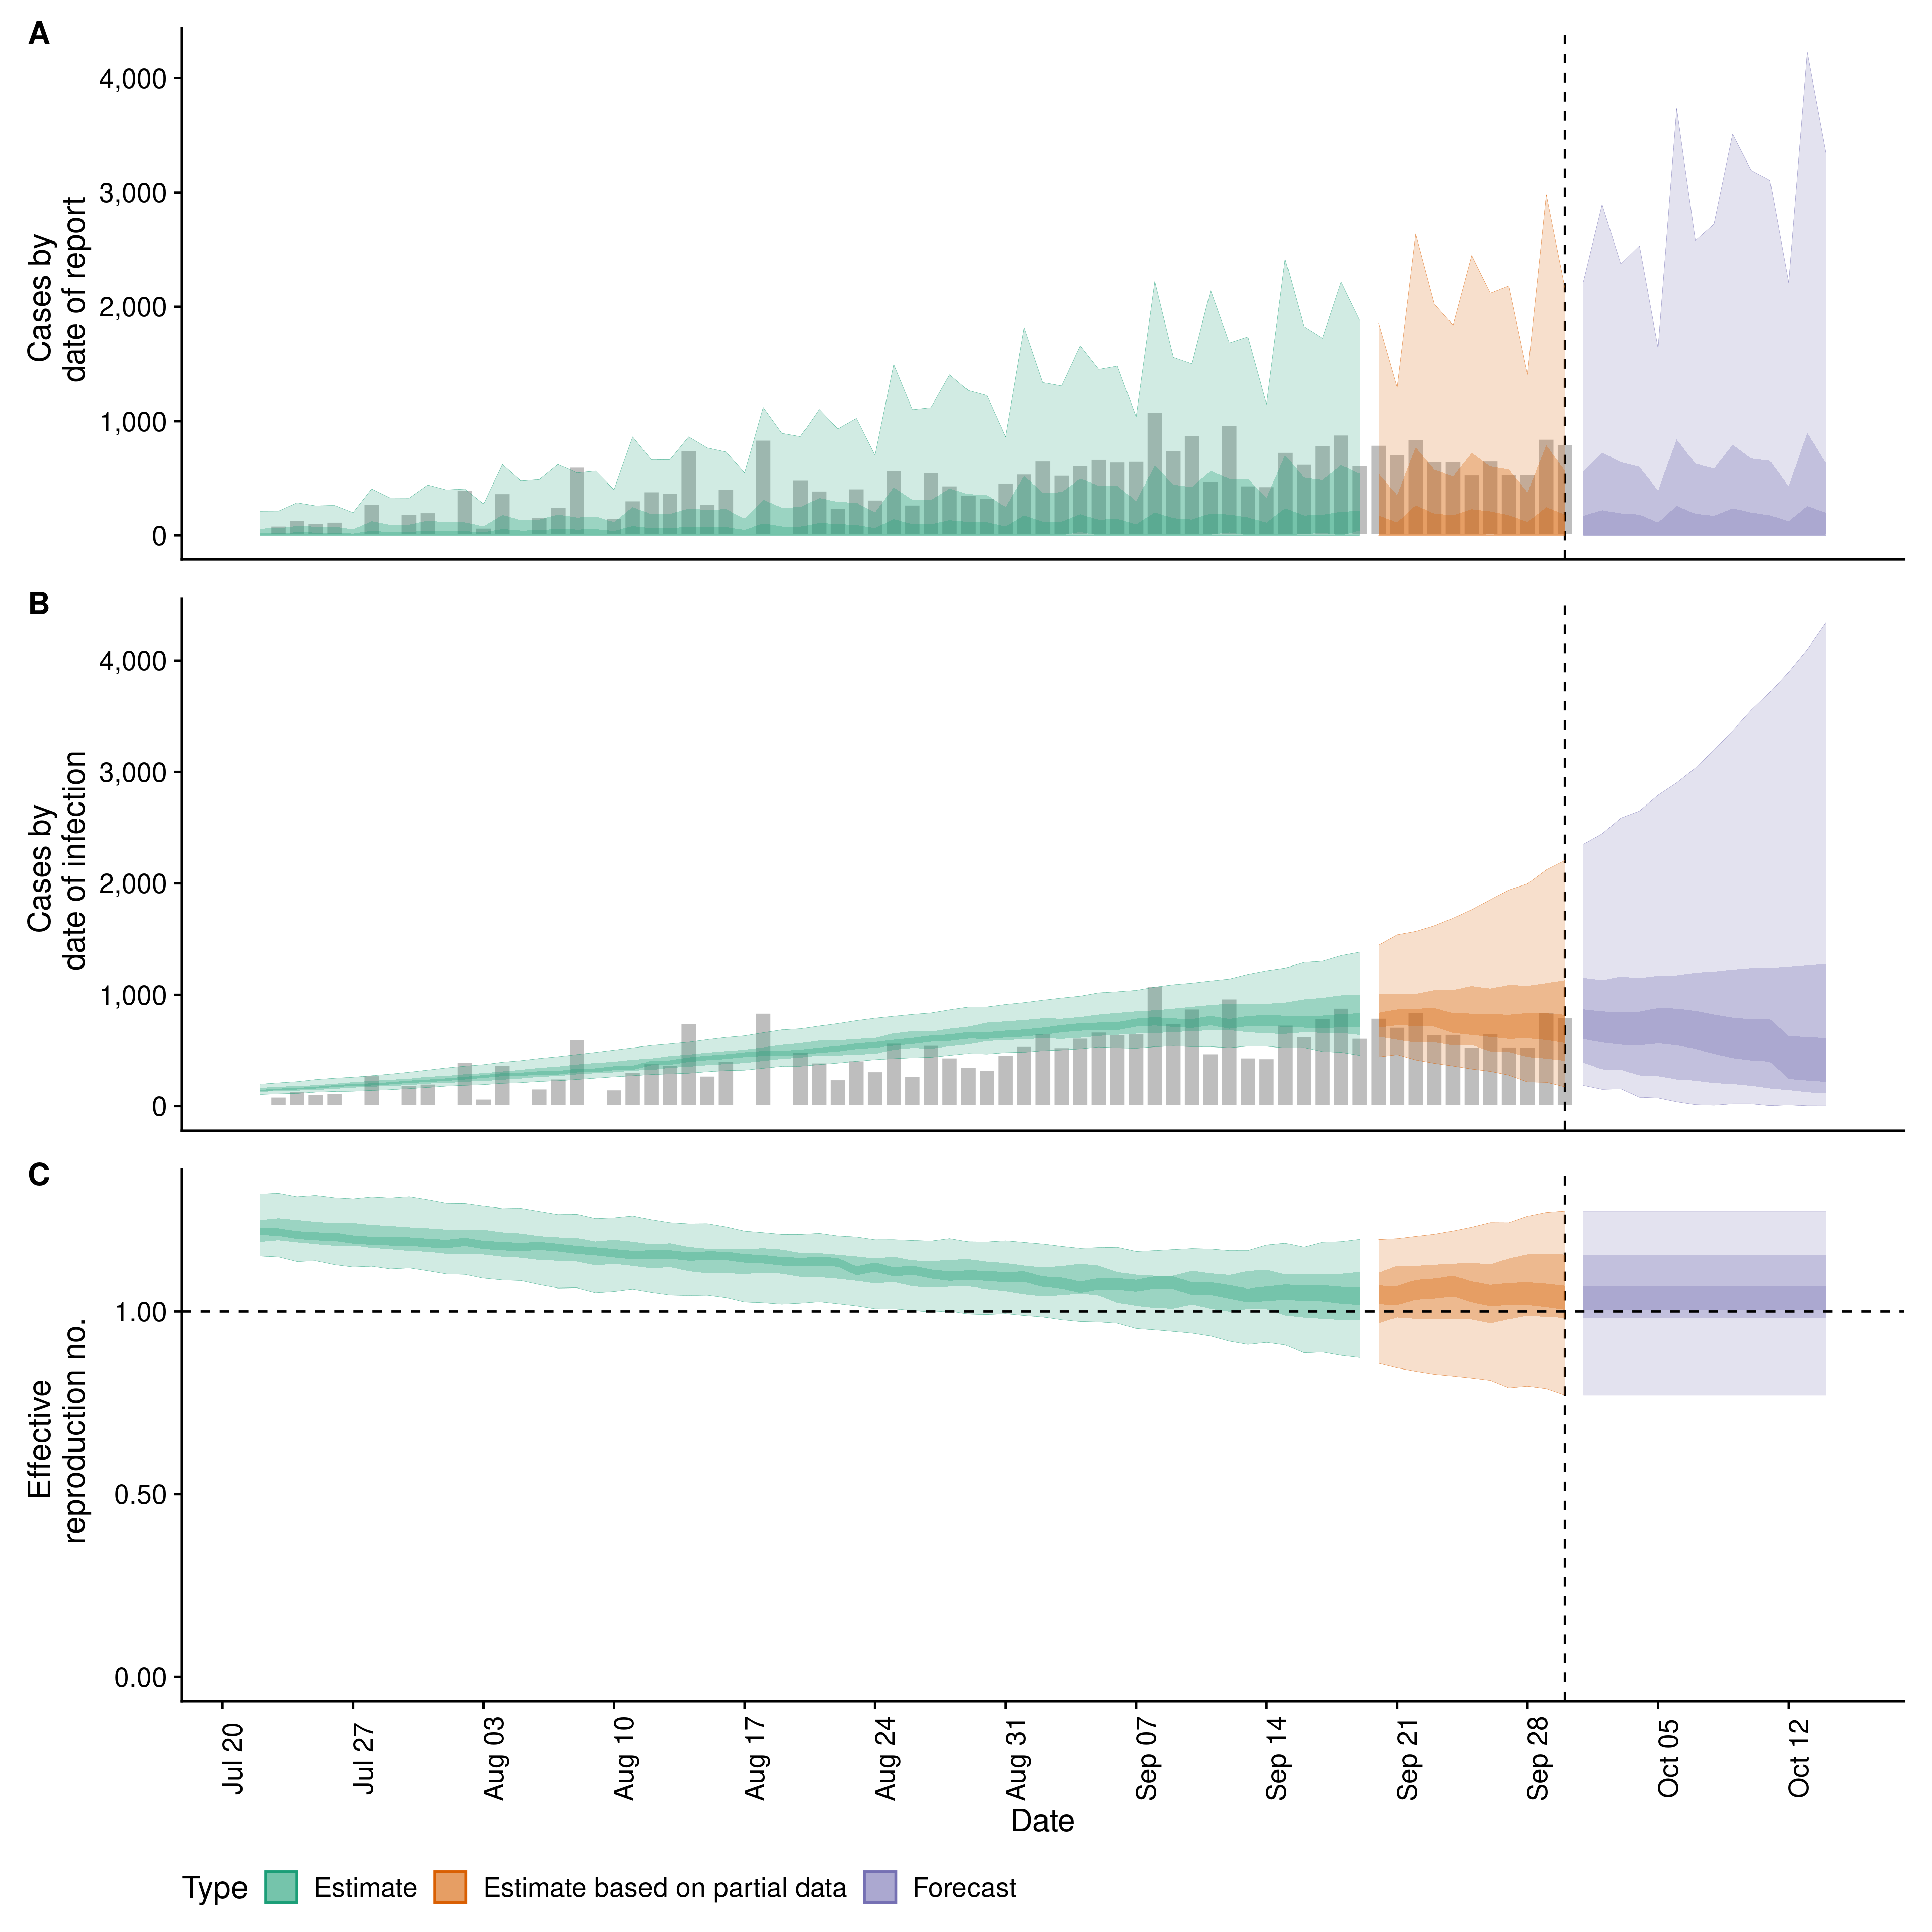 A
4,000
3,000
2,000
1,000
0
Cases by
date of report
B
4,000
3,000
2,000
1,000
0
Cases by
date of infection
C
1.00
0.50
0.00
Effective
reproduction no.
Jul 20
Jul 27
Aug 03
Aug 10
Aug 17
Aug 24
Aug 31
Sep 07
Sep 14
Sep 21
Sep 28
Oct 05
Oct 12
Date
Type
Estimate
Estimate based on partial data
Forecast